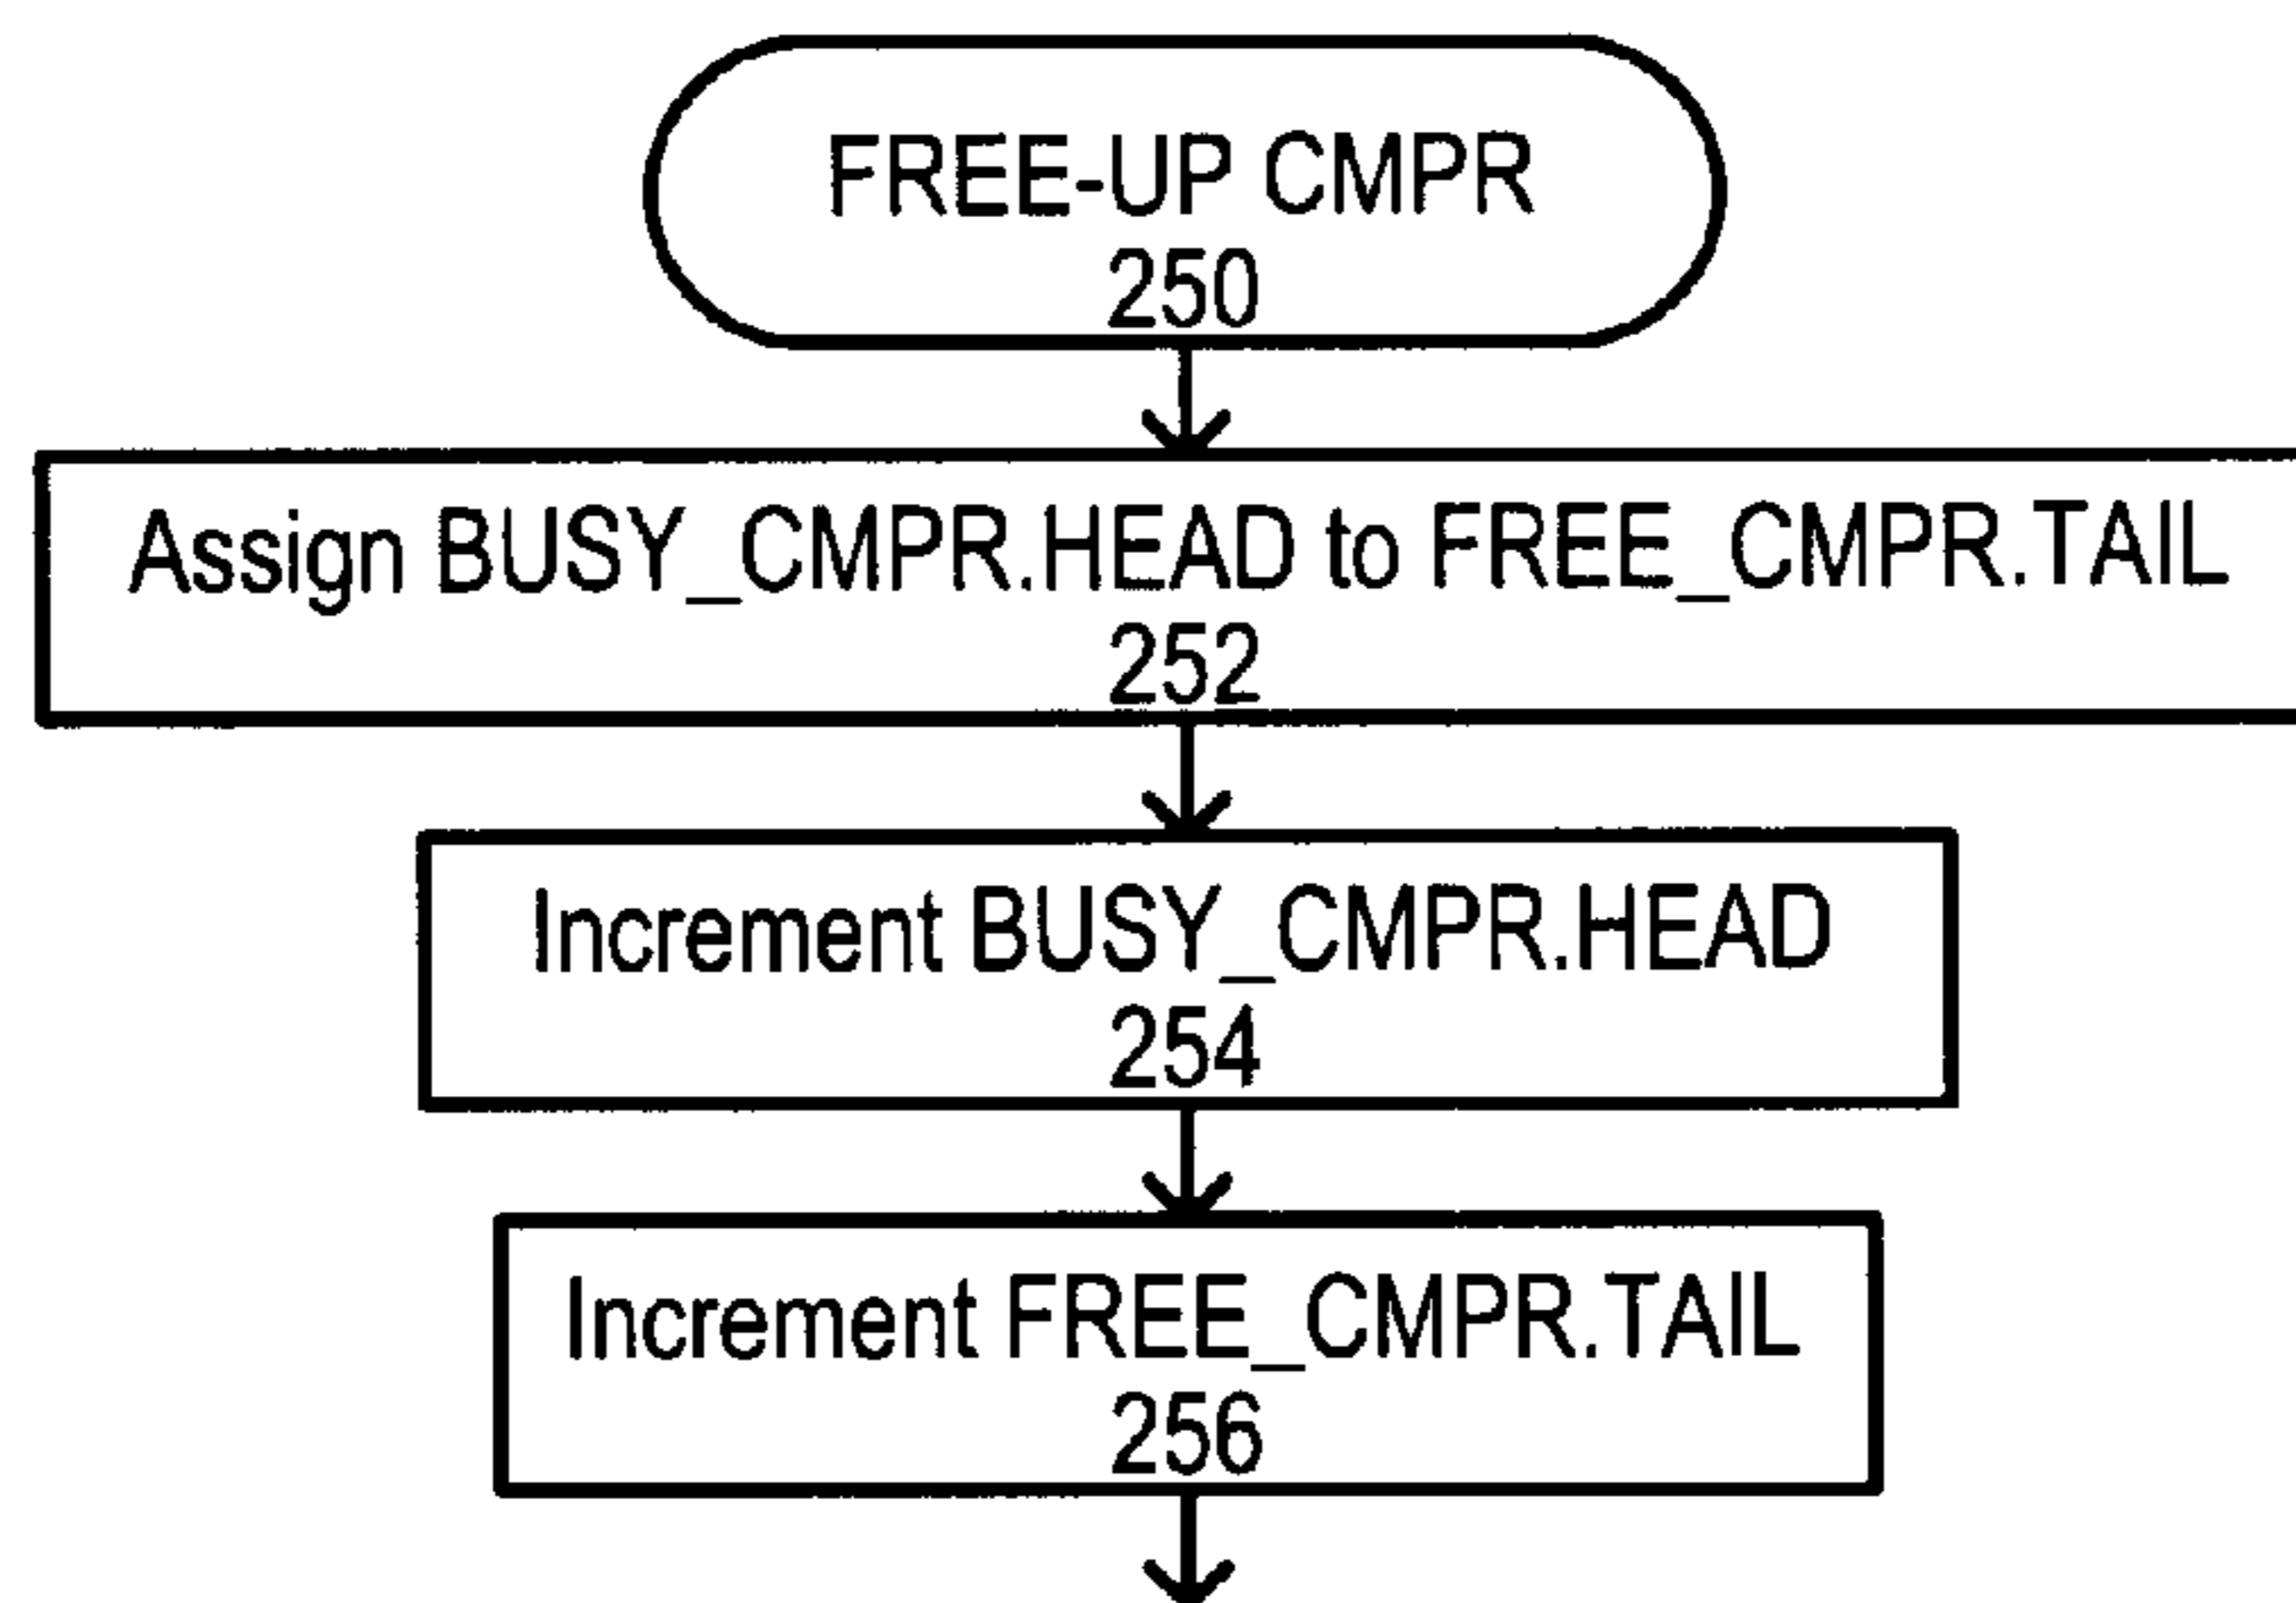 FREE-UP CMPR
250
Assign BUSY_CMPR.HEAD to FREE_CMPR.TAIL
252
Increment BUSY_CMPR.HEAD
254
Increment FREE_CMPR.TAIL
256